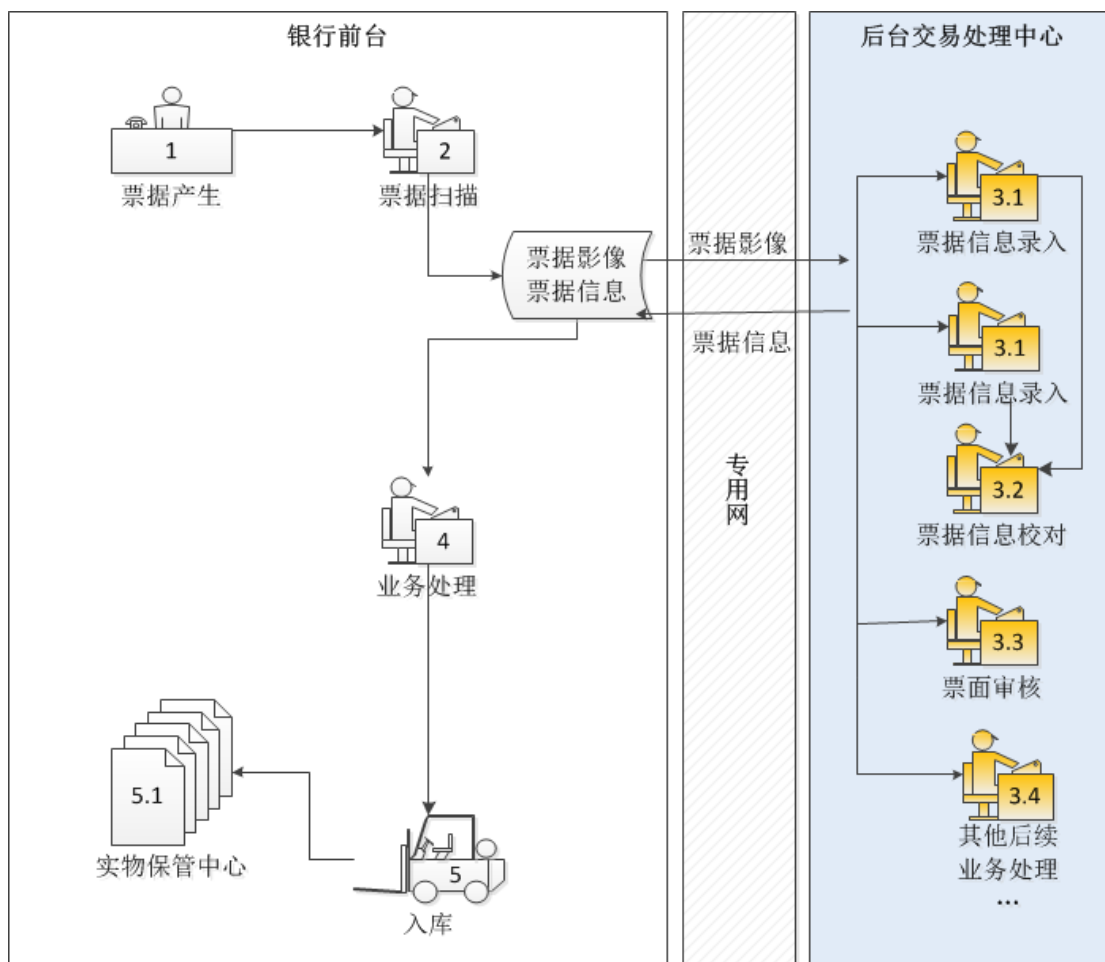 银行前台
1
票据产生
2
票据扫描
票据影像
票据信息
4
业务处理
5.1
实物保管中心
5
入库
票据影像
票据信息
专用网
后台交易处理中心
3.1
票据信息录入
3.1
票据信息录入
3.2
票据信息校对
3.3
票面审核
3.4
其他后续
业务处理
...